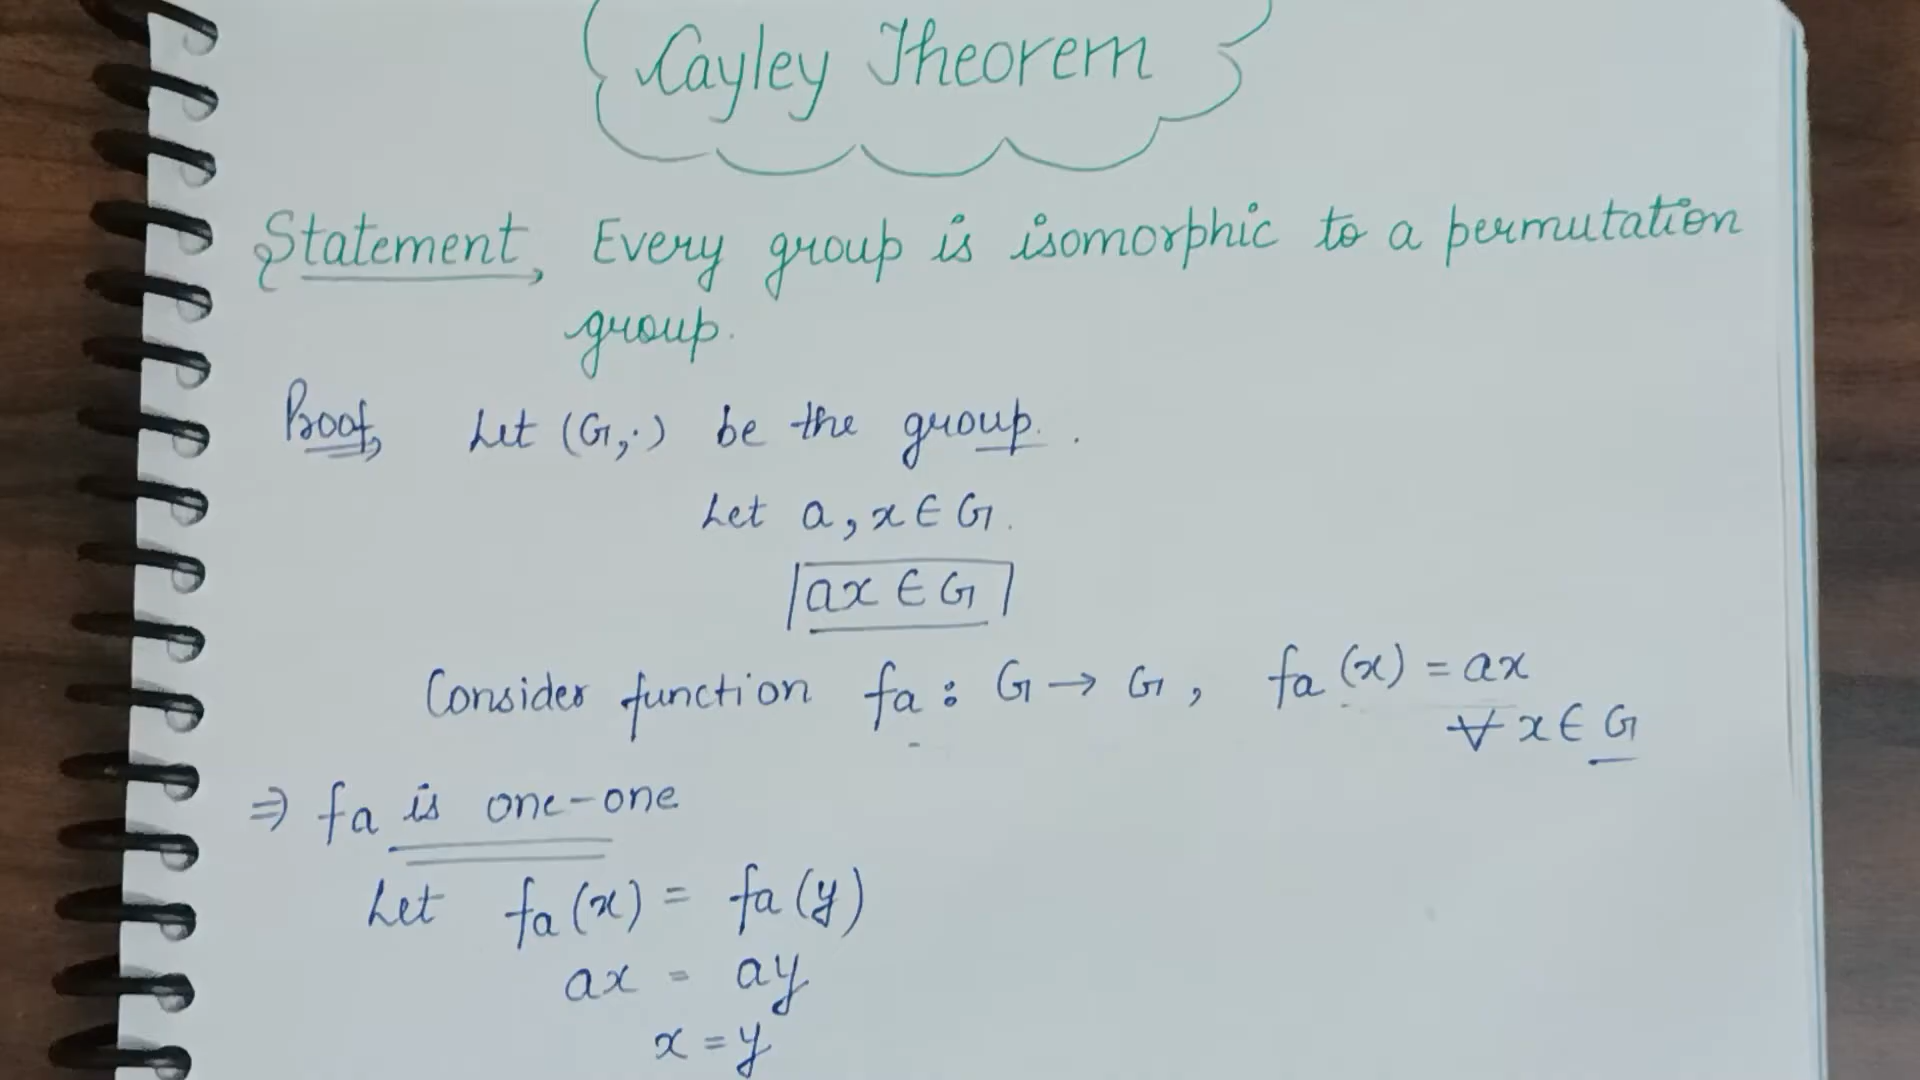 Cayley Theorem
Statement, Every group is isomorphic to a permutation
group.
Proof, Let (G,·) be the group.
Let a, x ∈ G.
ax ∈ G
Consider function fa : G → G, fa (x) = ax
∀ x ∈ G
⇒ fa is one-one
Let fa (x) = fa (y)
ax = ay
x = y